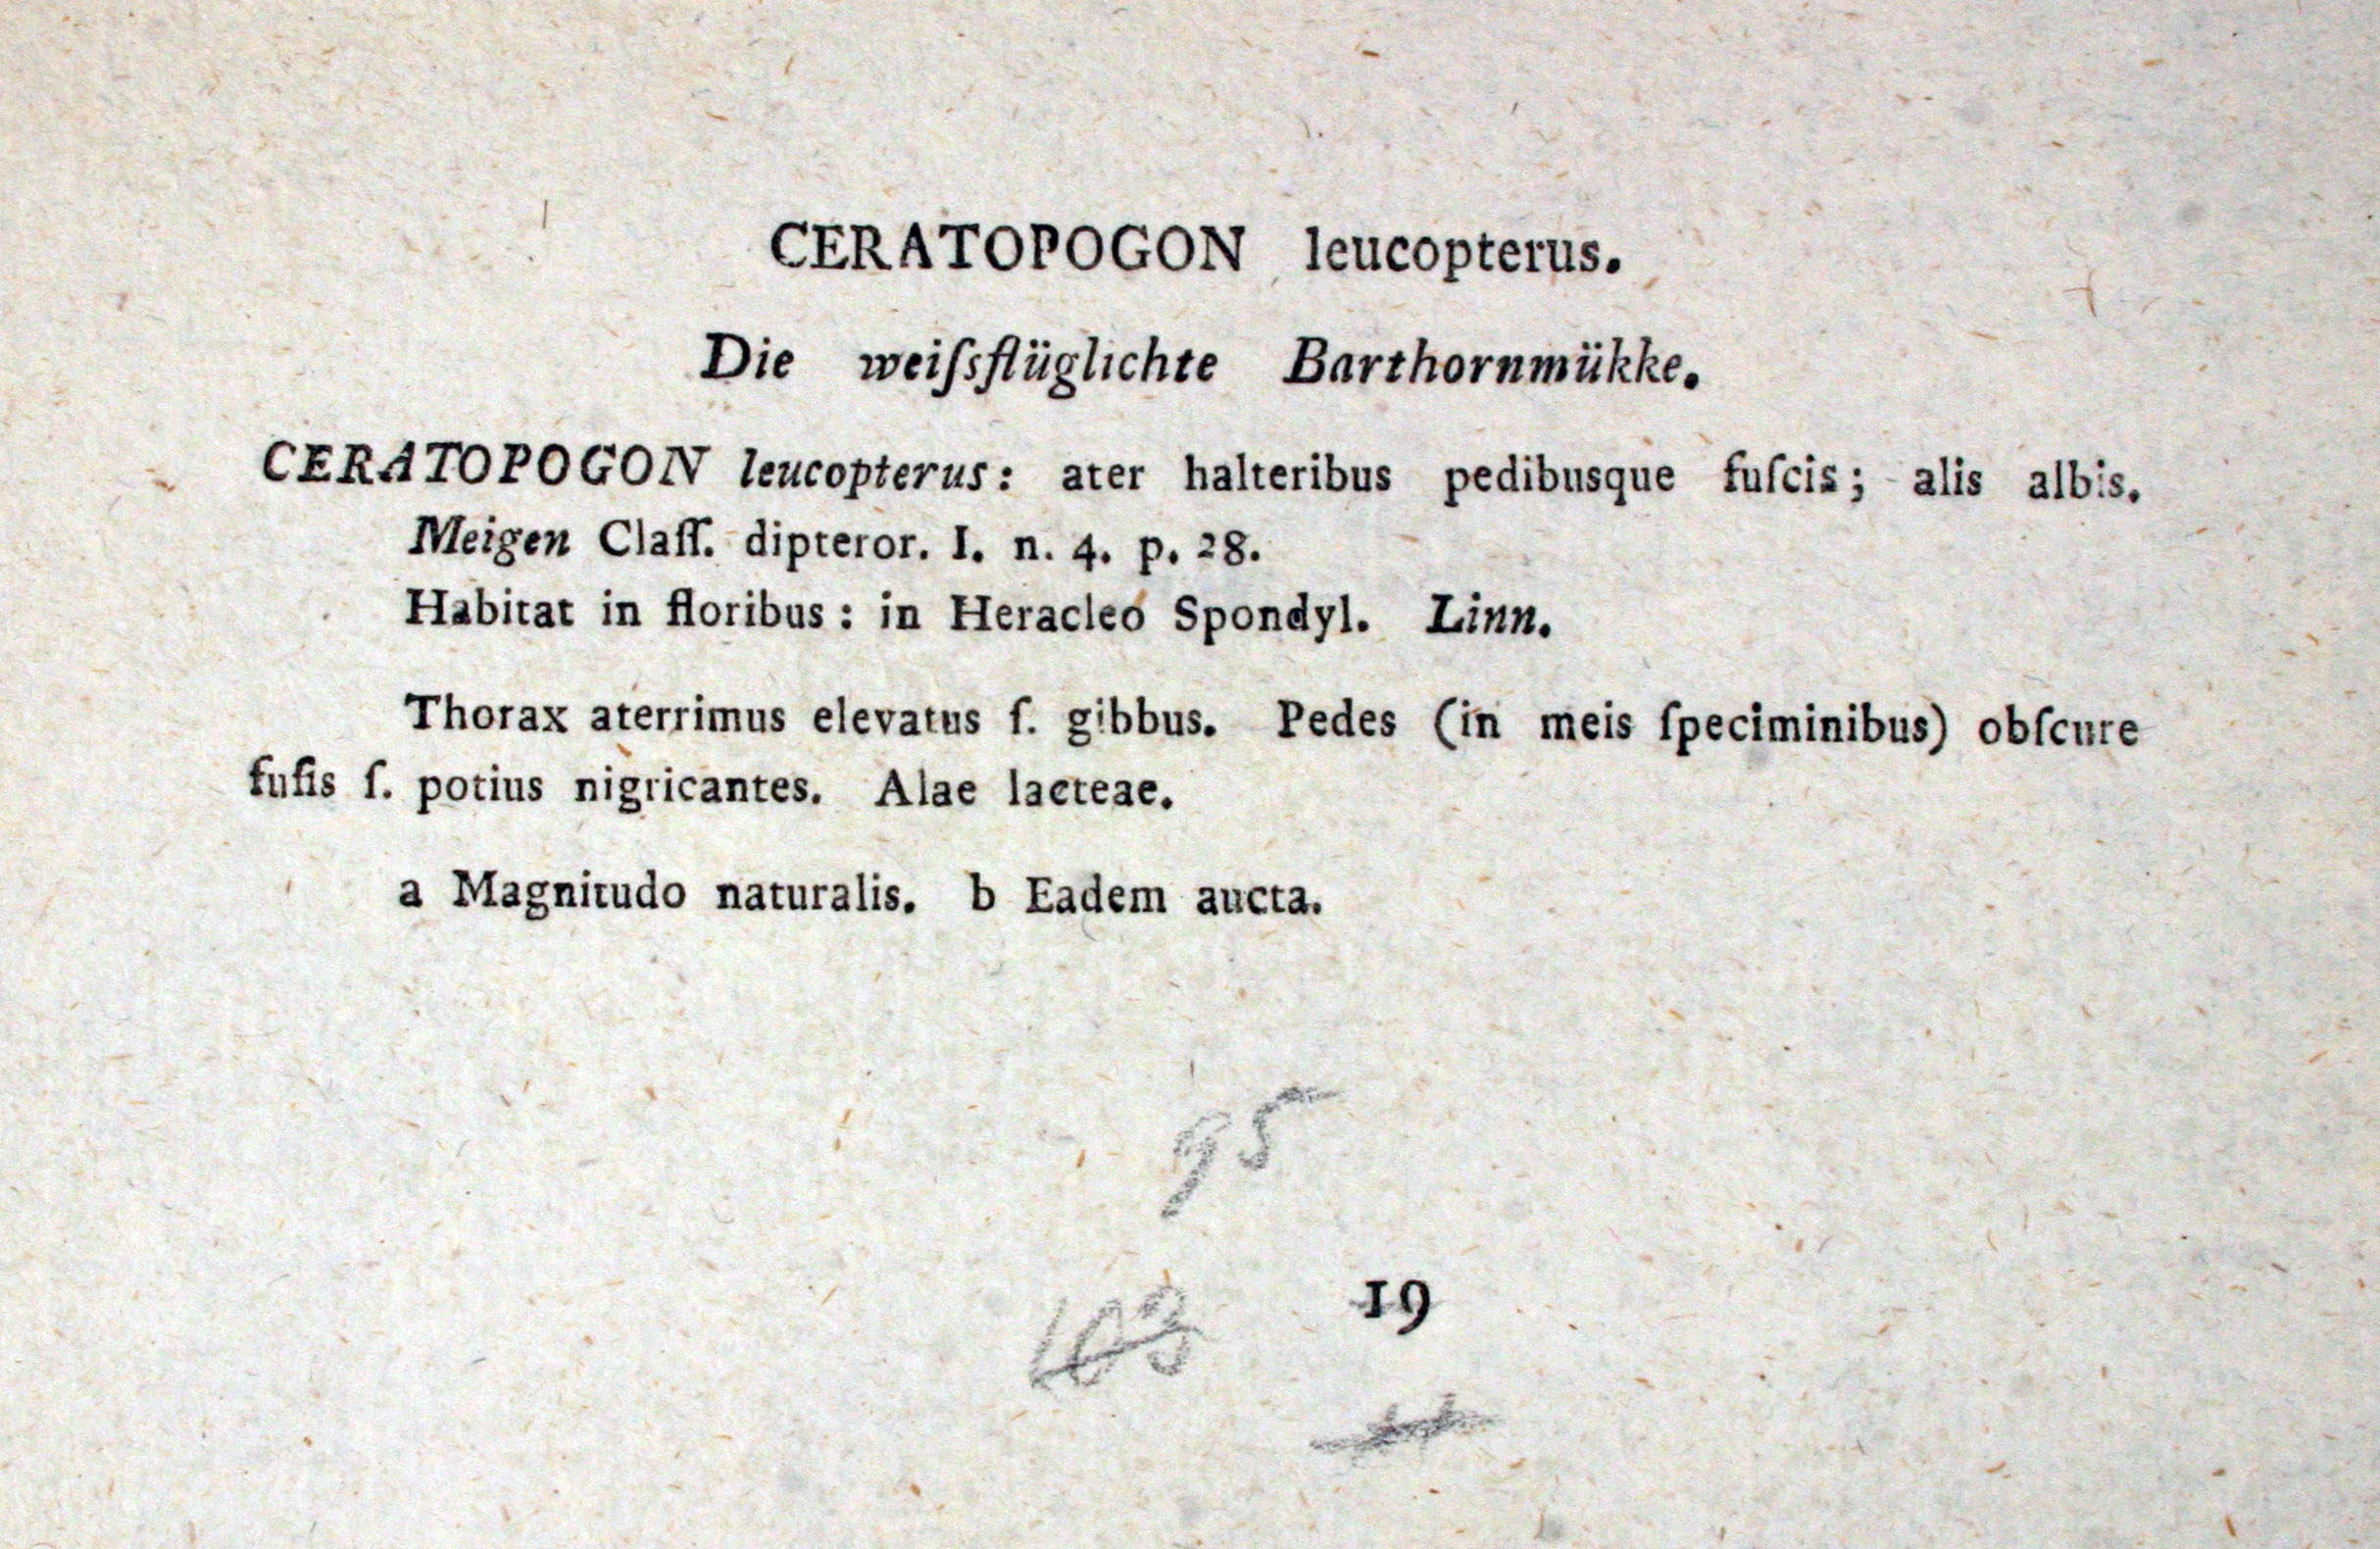 CERATOPOGON leucopterus.
Die weiſsflüglichte Barthornmükke.
CERATOPOGON leucopterus: ater halteribus pedibusque fuſcis; alis albis.
Meigen Claſſ. dipteror. I. n. 4. p. 28.
Habitat in floribus: in Heracleo Spondyl. Linn.
Thorax aterrimus elevatus ſ. gibbus. Pedes (in meis ſpeciminibus) obſcure
fuſis ſ. potius nigricantes. Alae lacteae.
a Magnitudo naturalis. b Eadem aucta.
95
19
103